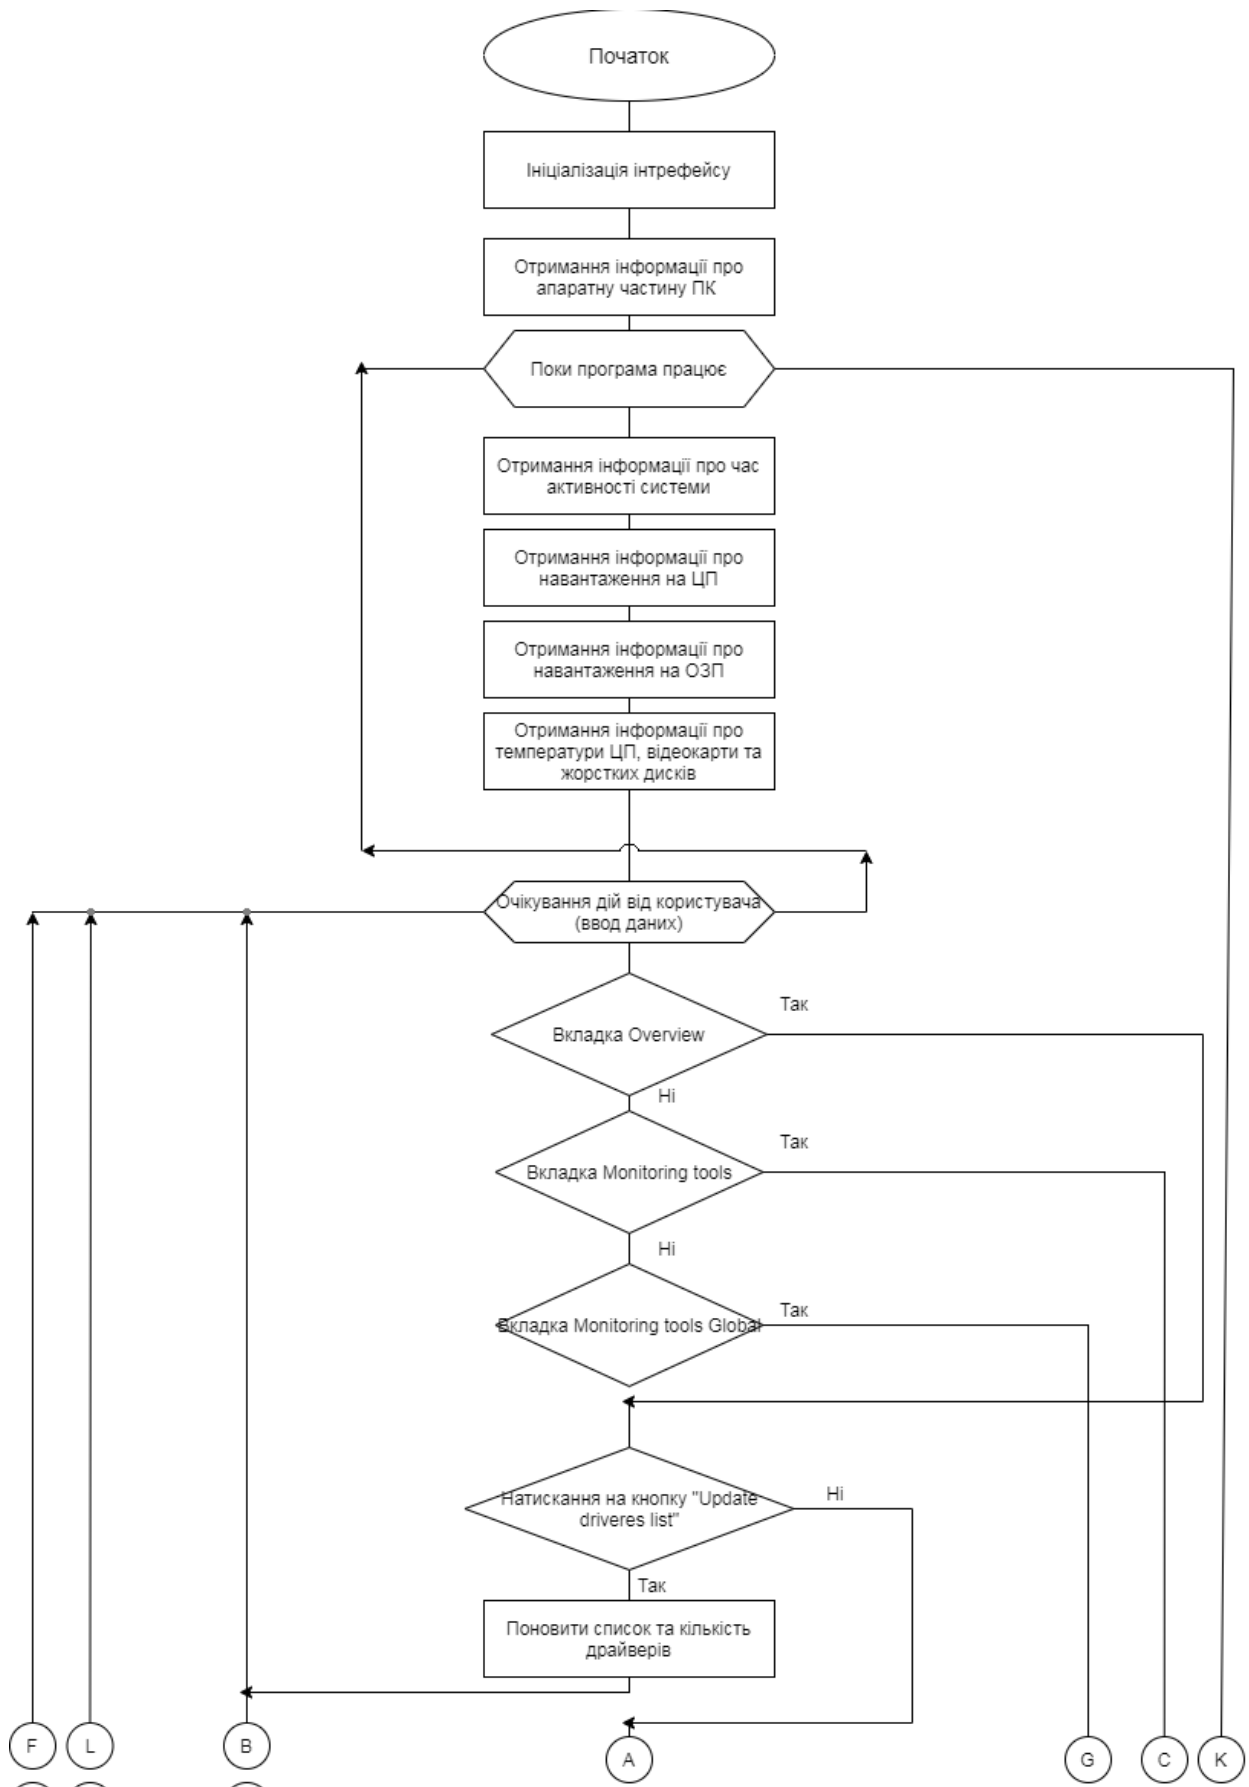 Початок
Ініціалізація інтрефейсу
Отримання інформації про
апаратну частину ПК
Поки програма працює
Отримання інформації про час
активності системи
Отримання інформації про
навантаження на ЦП
Отримання інформації про
навантаження на ОЗП
Отримання інформації про
температури ЦП, відеокарти та
жорстких дисків
Очікування дій від користувача
(ввод даних)
Так
Вкладка Overview
Ні
Так
Вкладка Monitoring tools
Ні
Так
Вкладка Monitoring tools Global
Ні
Натискання на кнопку "Update
driveres list"
Так
Поновити список та кількість
драйверів
F
L
B
A
G
C
K